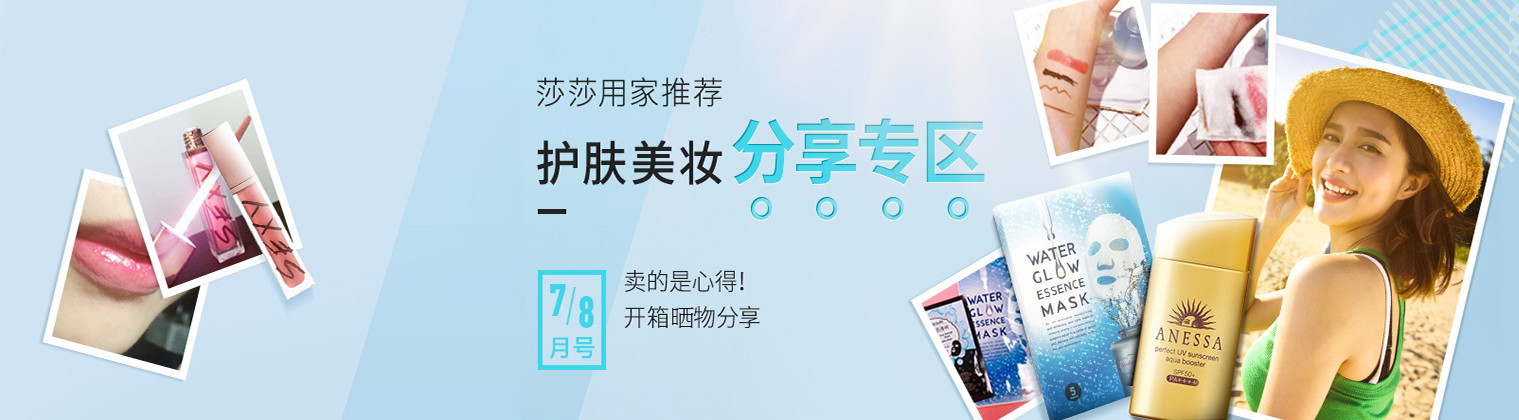 莎莎用家推荐
护肤美妆分享专区
7/8
月号
卖的是心得!
开箱晒物分享
WATER
GLOW
ESSENCE
MASK
5
WATER
GLOW
ESSENCE
MASK
ANESSA
perfect UV sunscreen
aqua booster
SPF50+
PA++++